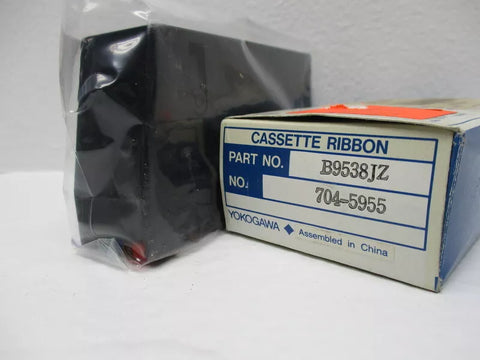 CASSETTE RIBBON
PART NO. B9538JZ
NO. 704-5955
YOKOGAWA Assembled in China